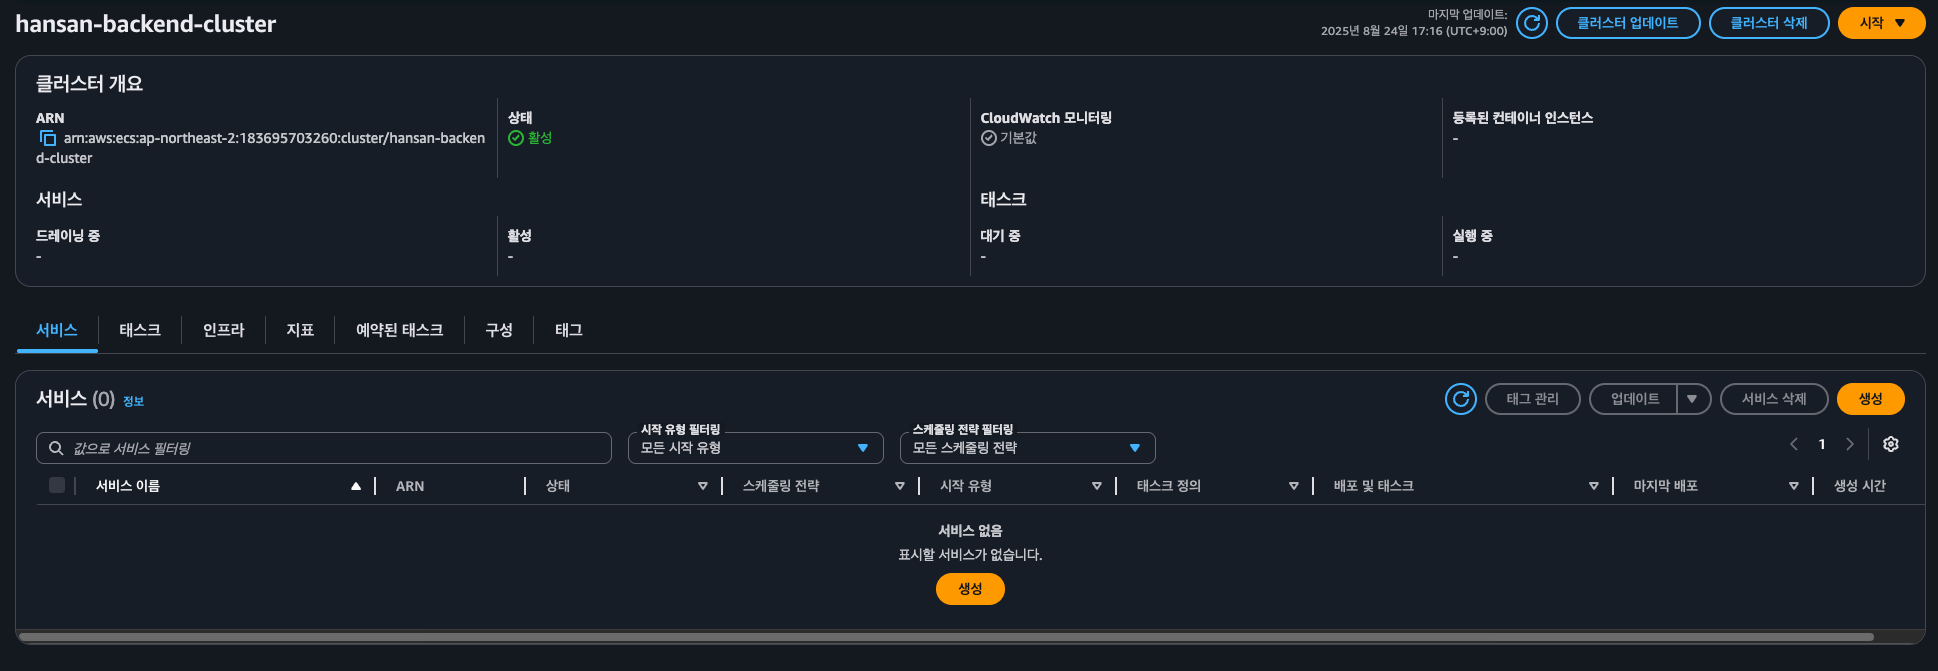 hansan-backend-cluster
마지막 업데이트:
2025년 8월 24일 17:16 (UTC+9:00)
클러스터 업데이트
클러스터 삭제
시작
클러스터 개요
ARN
arn:aws:ecs:ap-northeast-2:183695703260:cluster/hansan-backen
d-cluster
상태
활성
CloudWatch 모니터링
기본값
등록된 컨테이너 인스턴스
-
서비스
태스크
드레이닝 중
-
활성
-
대기 중
-
실행 중
-
서비스
태스크
인프라
지표
예약된 태스크
구성
태그
서비스 (0) 정보
태그 관리
업데이트
서비스 삭제
생성
값으로 서비스 필터링
시작 유형 필터링
모든 시작 유형
스케줄링 전략 필터링
모든 스케줄링 전략
1
서비스 이름
ARN
상태
스케줄링 전략
시작 유형
태스크 정의
배포 및 태스크
마지막 배포
생성 시간
서비스 없음
표시할 서비스가 없습니다.
생성